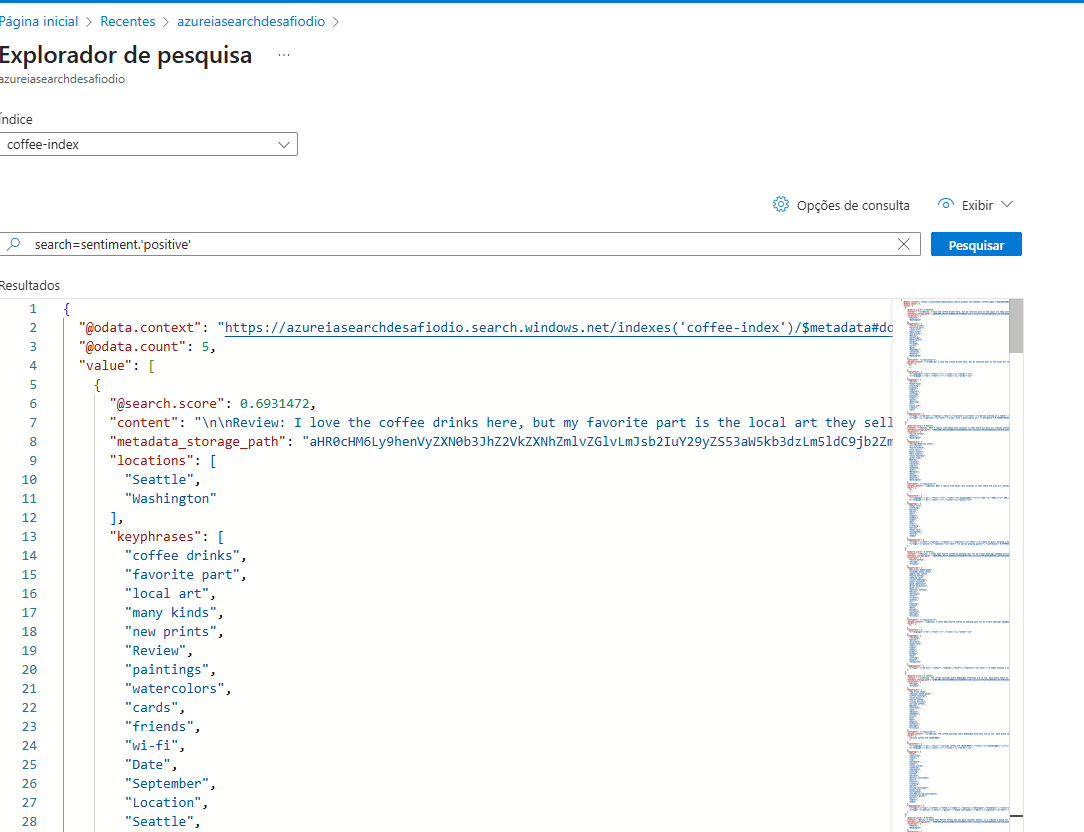 Página inicial > Recentes > azureiasearchdesafiodio >
Explorador de pesquisa ...
azureiasearchdesafiodio
Índice
coffee-index
Opções de consulta Exibir
search=sentiment.'positive' Pesquisar
Resultados
1 {
2 "@odata.context": "https://azureiasearchdesafiodio.search.windows.net/indexes('coffee-index')/$metadata#do
3 "@odata.count": 5,
4 "value": [
5 {
6 "@search.score": 0.6931472,
7 "content": "\n\nReview: I love the coffee drinks here, but my favorite part is the local art they sell
8 "metadata_storage_path": "aHR0cHM6Ly9henVyZXN0b3JhZ2VkZXNhZmlvZGlvLmJsb2IuY29yZS53aW5kb3dzLm5ldC9jb2Zm
9 "locations": [
10 "Seattle",
11 "Washington"
12 ],
13 "keyphrases": [
14 "coffee drinks",
15 "favorite part",
16 "local art",
17 "many kinds",
18 "new prints",
19 "Review",
20 "paintings",
21 "watercolors",
22 "cards",
23 "friends",
24 "wi-fi",
25 "Date",
26 "September",
27 "Location",
28 "Seattle",